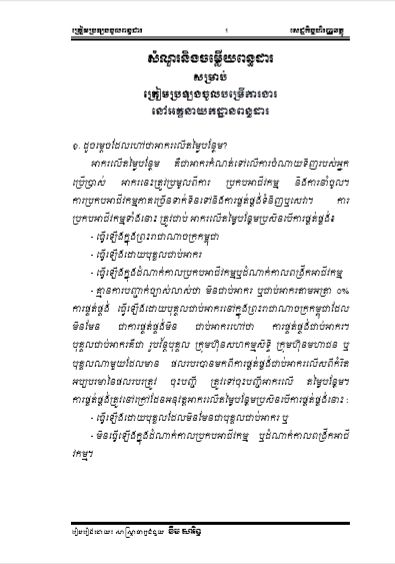 ត្រៀមប្រឡងចូលពន្ធដារ 1 សេដ្ឋកិច្ចហិរញ្ញវត្ថុ
សំណួរនិងចម្លើយពន្ធដារ
សម្រាប់
ត្រៀមប្រឡងចូលបម្រើការងារ
នៅអគ្គនាយកដ្ឋានពន្ធដារ
១. ដូចម្ដេចដែលហៅថាអាករលើតម្លៃបន្ថែម?
អាករលើតម្លៃបន្ថែម គឺជាអាករកំណត់ទៅលើការចំណាយទិញរបស់អ្នក
ប្រើប្រាស់ អាករនេះត្រូវប្រមូលពីការ ប្រកបអាជីវកម្ម និងការនាំចូល។
ការប្រកបអាជីវកម្មភាគច្រើនទាក់ទិនទៅនឹងការផ្គត់ផ្គង់ទំនិញឬសេវា។ ការ
ប្រកបអាជីវកម្មទាំងនោះ ត្រូវជាប់ អាករលើតម្លៃបន្ថែមប្រសិនបើការផ្គត់ផ្គង់៖
- ធ្វើឡើងក្នុងព្រះរាជាណាចក្រកម្ពុជា
- ធ្វើឡើងដោយបុគ្គលជាប់អាករ
- ធ្វើឡើងក្នុងដំណាក់កាលប្រកបអាជីវកម្មឬដំណាក់កាលពង្រីកអាជីវកម្ម
- គ្មានការបញ្ជាក់ច្បាស់លាស់ថា មិនជាប់អាករ ឬជាប់អាករតាមអត្រា 0%
ការផ្គត់ផ្គង់ ធ្វើឡើងដោយបុគ្គលជាប់អាករនៅក្នុងព្រះរាជាណាចក្រកម្ពុជាដែល
មិនមែន ជាការផ្គត់ផ្គង់មិន ជាប់អាករហៅថា ការផ្គត់ផ្គង់ជាប់អាករ។
បុគ្គលជាប់អាករគឺជា រូបវន្តបុគ្គល ក្រុមហ៊ុនសហកម្មសិទ្ធិ ក្រុមហ៊ុនមហាជន ឬ
បុគ្គលណាមួយដែលមាន ផលរបរបានមកពីការផ្គត់ផ្គង់ជាប់អាករលើសពីកំរិត
អប្បបរមានៃផលរបរត្រូវ ចុះបញ្ជី ត្រូវទៅចុះបញ្ជីអាករលើ តម្លៃបន្ថែម។
ការផ្គត់ផ្គង់ត្រូវនៅក្រៅដែនអនុវត្តអាករលើតម្លៃបន្ថែមប្រសិនបើការផ្គត់ផ្គង់នោះ :
- ធ្វើឡើងដោយបុគ្គលដែលមិនមែនជាបុគ្គលជាប់អាករ ឬ
- មិនធ្វើឡើងក្នុងដំណាក់កាលប្រកបអាជីវកម្ម ឬដំណាក់កាលពង្រីកអាជី
វកម្ម។
រៀបរៀងដោយ៖ សាស្ត្រាចារ្យជំនួយ